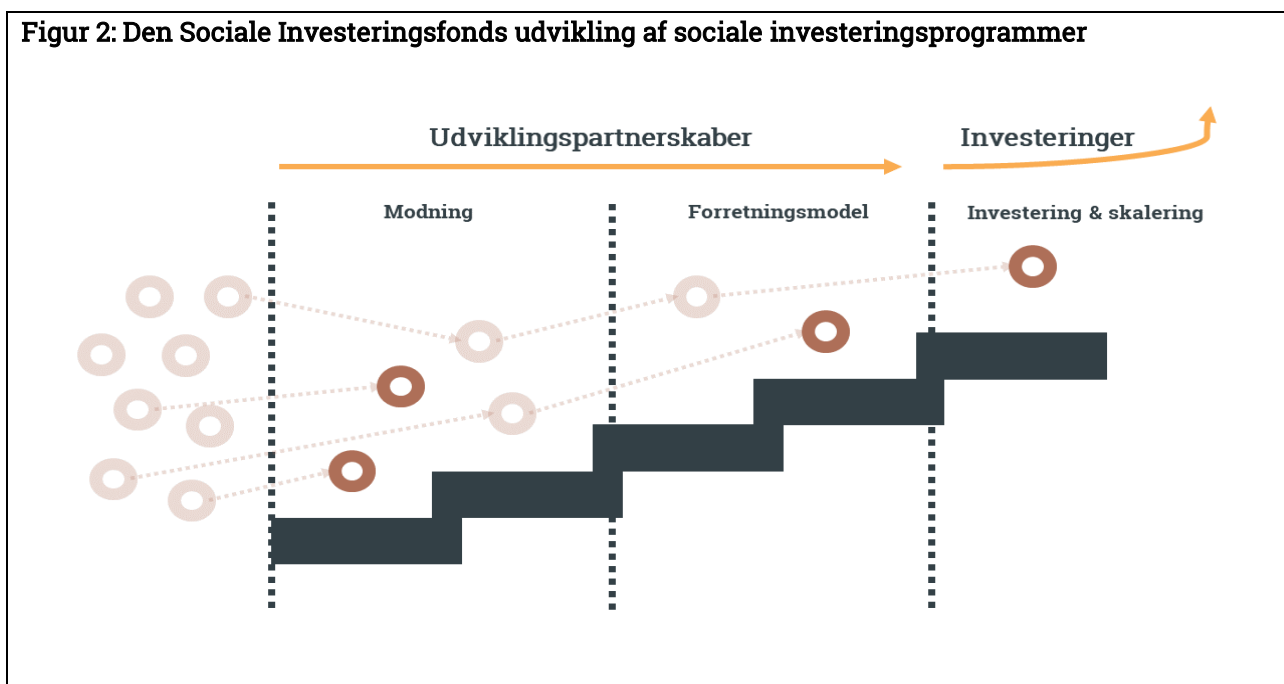 Figur 2: Den Sociale Investeringsfonds udvikling af sociale investeringsprogrammer
Udviklingspartnerskaber
Investeringer
Modning
Forretningsmodel
Investering & skalering